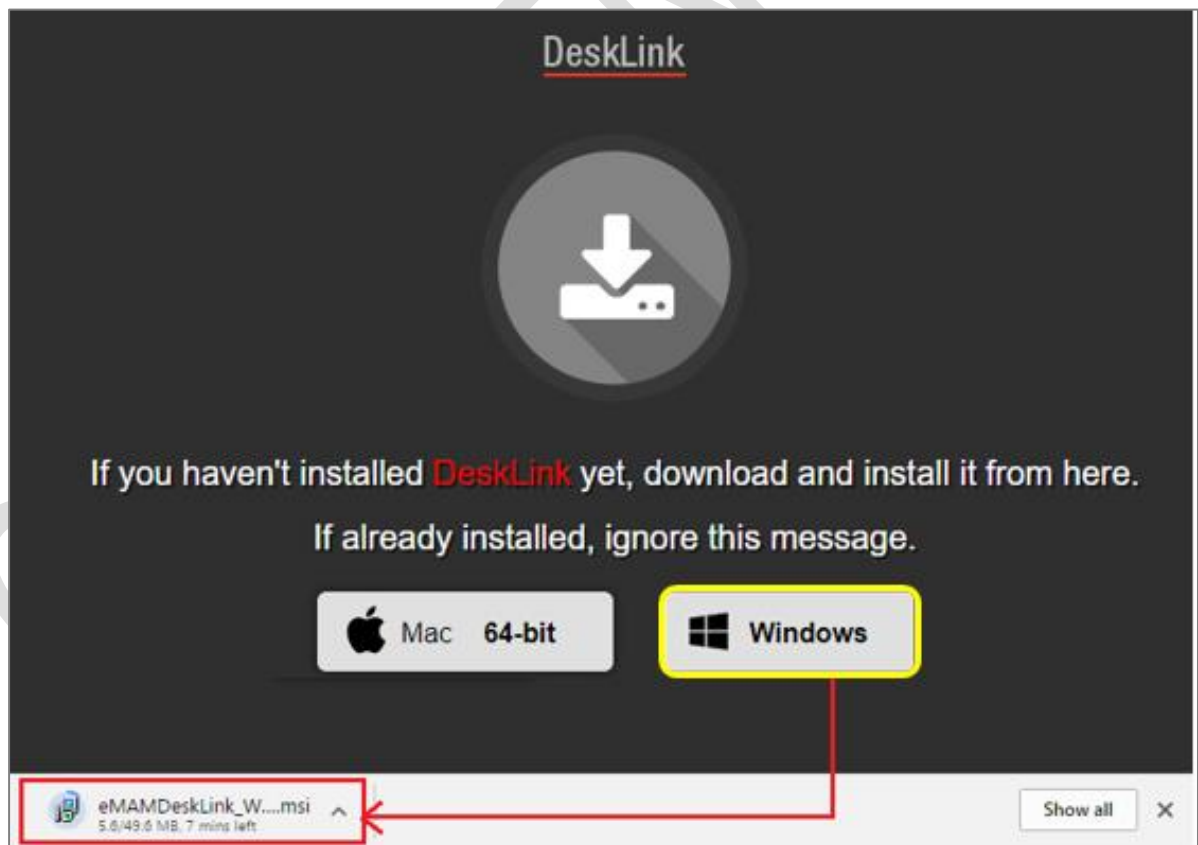 DeskLink
If you haven't installed DeskLink yet, download and install it from here.
If already installed, ignore this message.
Mac 64-bit
Windows
eMAMDeskLink_W....msi
5.6/49.6 MB, 7 mins left
Show all